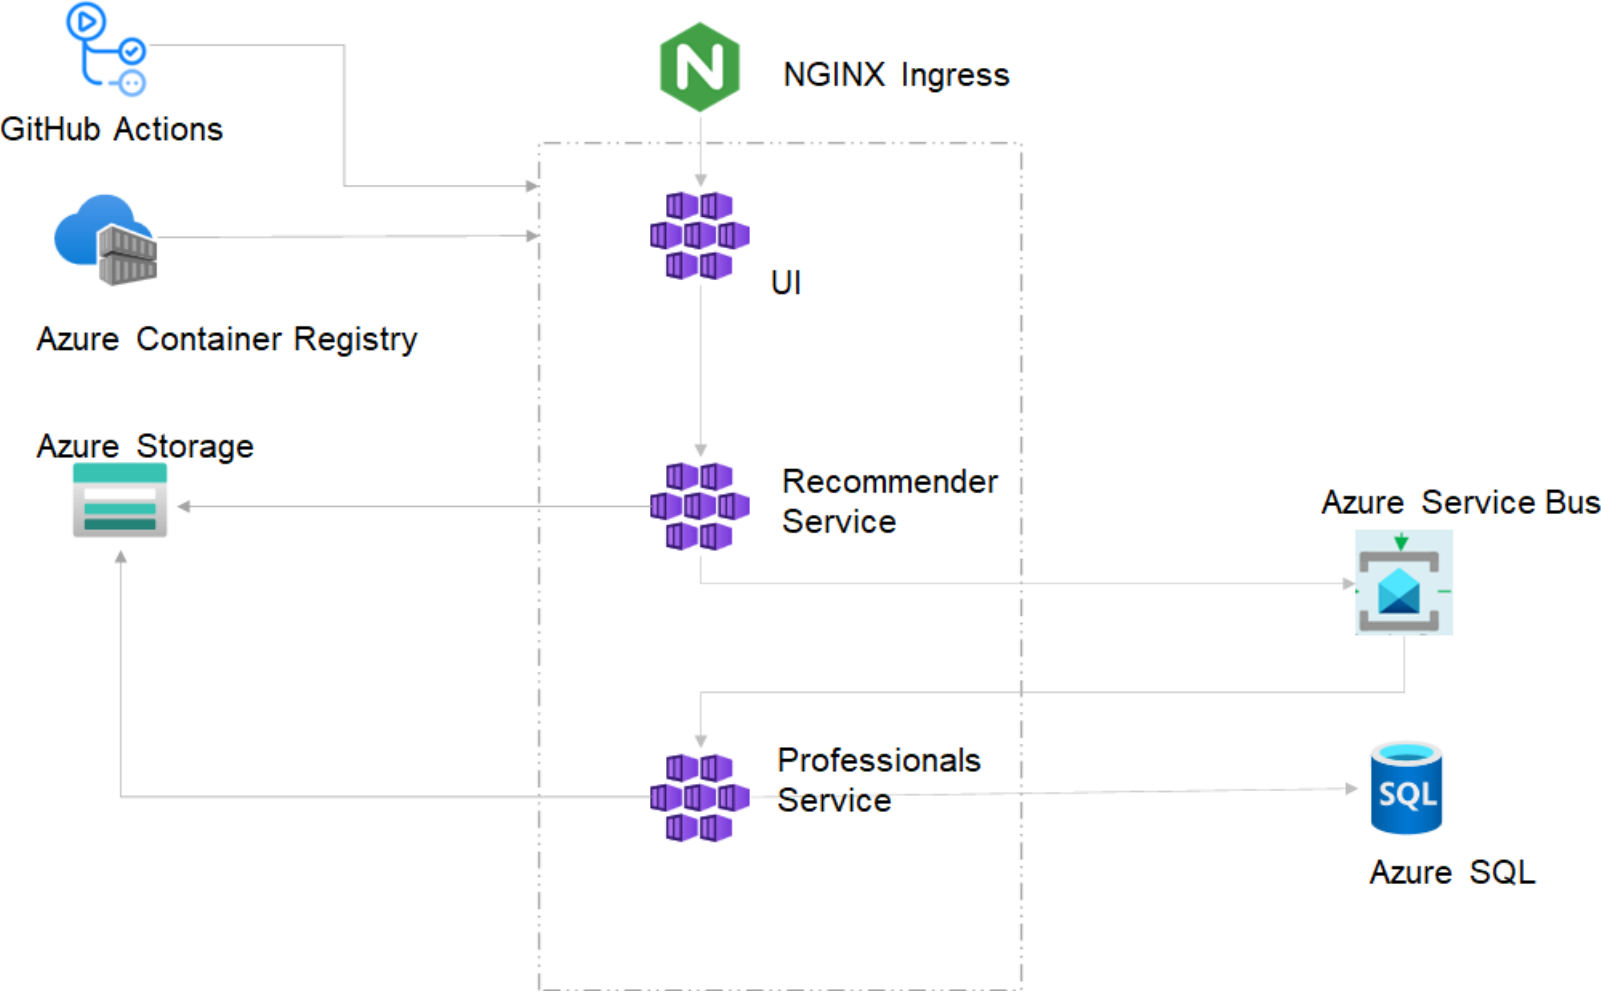 NGINX Ingress
GitHub Actions
UI
Azure Container Registry
Azure Storage
Recommender
Service
Azure Service Bus
Professionals
Service
SQL
Azure SQL